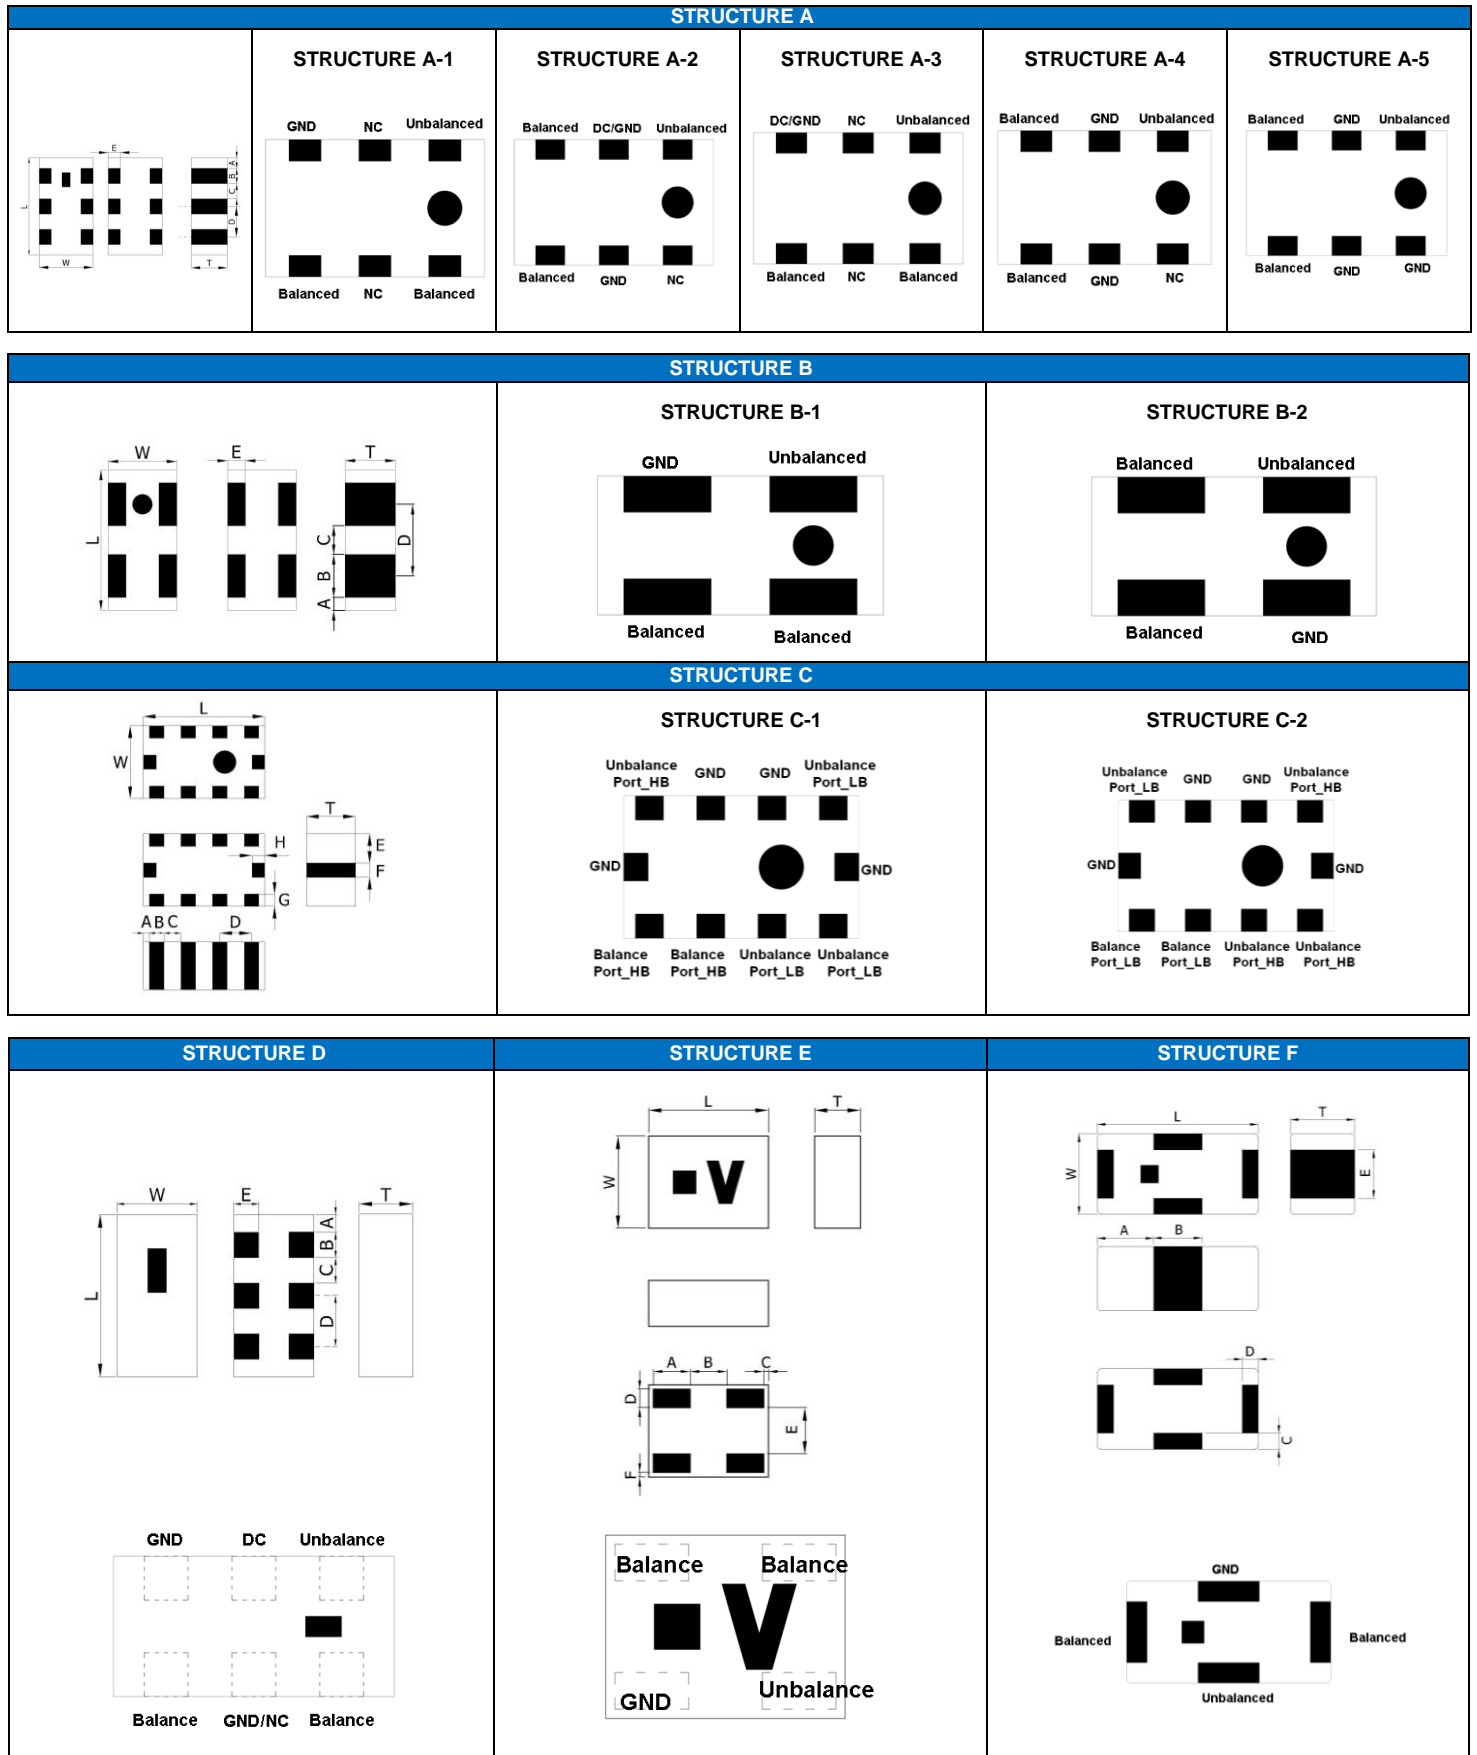 STRUCTURE A
STRUCTURE A-1
STRUCTURE A-2
STRUCTURE A-3
STRUCTURE A-4
STRUCTURE A-5
L
W
E
A
B
C
D
T
GND NC Unbalanced
Balanced NC Balanced
Balanced DC/GND Unbalanced
Balanced GND NC
DC/GND NC Unbalanced
Balanced NC Balanced
Balanced GND Unbalanced
Balanced GND NC
Balanced GND Unbalanced
Balanced GND GND
STRUCTURE B
STRUCTURE B-1
STRUCTURE B-2
W E T
L
C
D
B
A
GND Unbalanced
Balanced Balanced
Balanced Unbalanced
Balanced GND
STRUCTURE C
STRUCTURE C-1
STRUCTURE C-2
L
W
T
H
E
F
G
A B C D
Unbalance GND GND Unbalance
Port_HB Port_LB
GND GND
Balance Balance Unbalance Unbalance
Port_HB Port_HB Port_LB Port_LB
Unbalance GND GND Unbalance
Port_LB Port_HB
GND GND
Balance Balance Unbalance Unbalance
Port_LB Port_LB Port_HB Port_HB
STRUCTURE D
STRUCTURE E
STRUCTURE F
W E T
L
A
B
C
D
GND DC Unbalance
Balance GND/NC Balance
L T
W
V
A B C
D
E
F
Balance Balance
V
GND Unbalance
L T
W
E
A B
D
C
GND
Balanced Balanced
Unbalanced